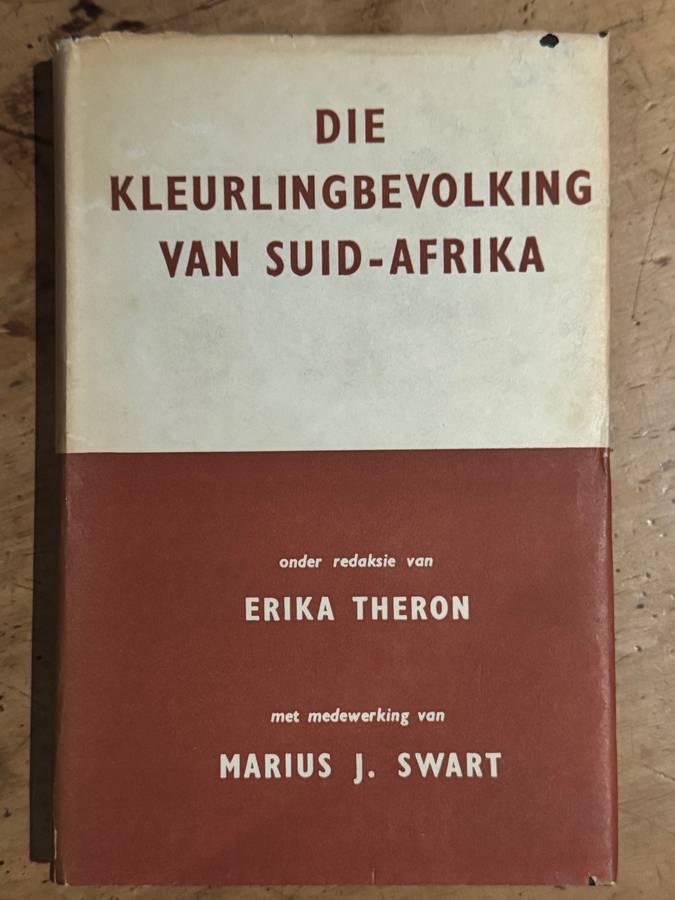 DIE
KLEURLINGBEVOLKING
VAN SUID-AFRIKA
onder redaksie van
ERIKA THERON
met medewerking van
MARIUS J. SWART